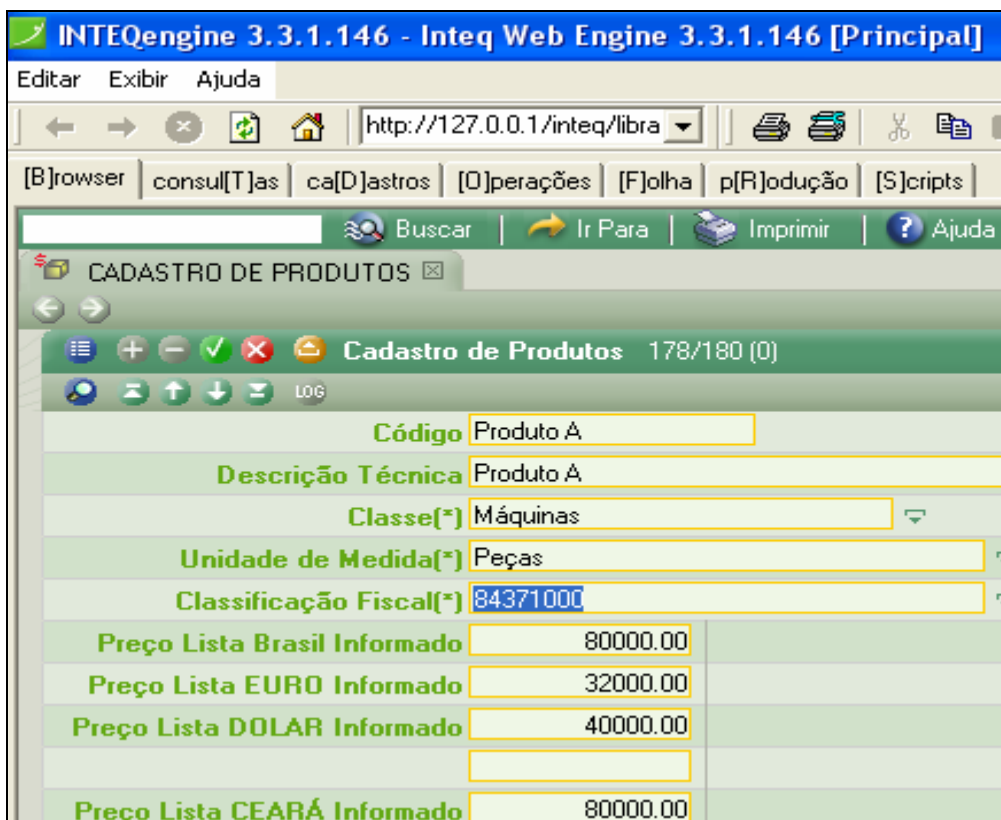 INTEQengine 3.3.1.146 - Inteq Web Engine 3.3.1.146 [Principal]
Editar Exibir Ajuda
http://127.0.0.1/inteq/libra
[B]rowser consul[T]as ca[D]astros [O]perações [F]olha p[R]odução [S]cripts
Buscar Ir Para Imprimir Ajuda
CADASTRO DE PRODUTOS
Cadastro de Produtos 178/180 (0)
LOG
Código Produto A
Descrição Técnica Produto A
Classe(*) Máquinas
Unidade de Medida(*) Peças
Classificação Fiscal(*) 84371000
Preço Lista Brasil Informado 80000.00
Preço Lista EURO Informado 32000.00
Preço Lista DOLAR Informado 40000.00
Preço Lista CEARÁ Informado 80000.00